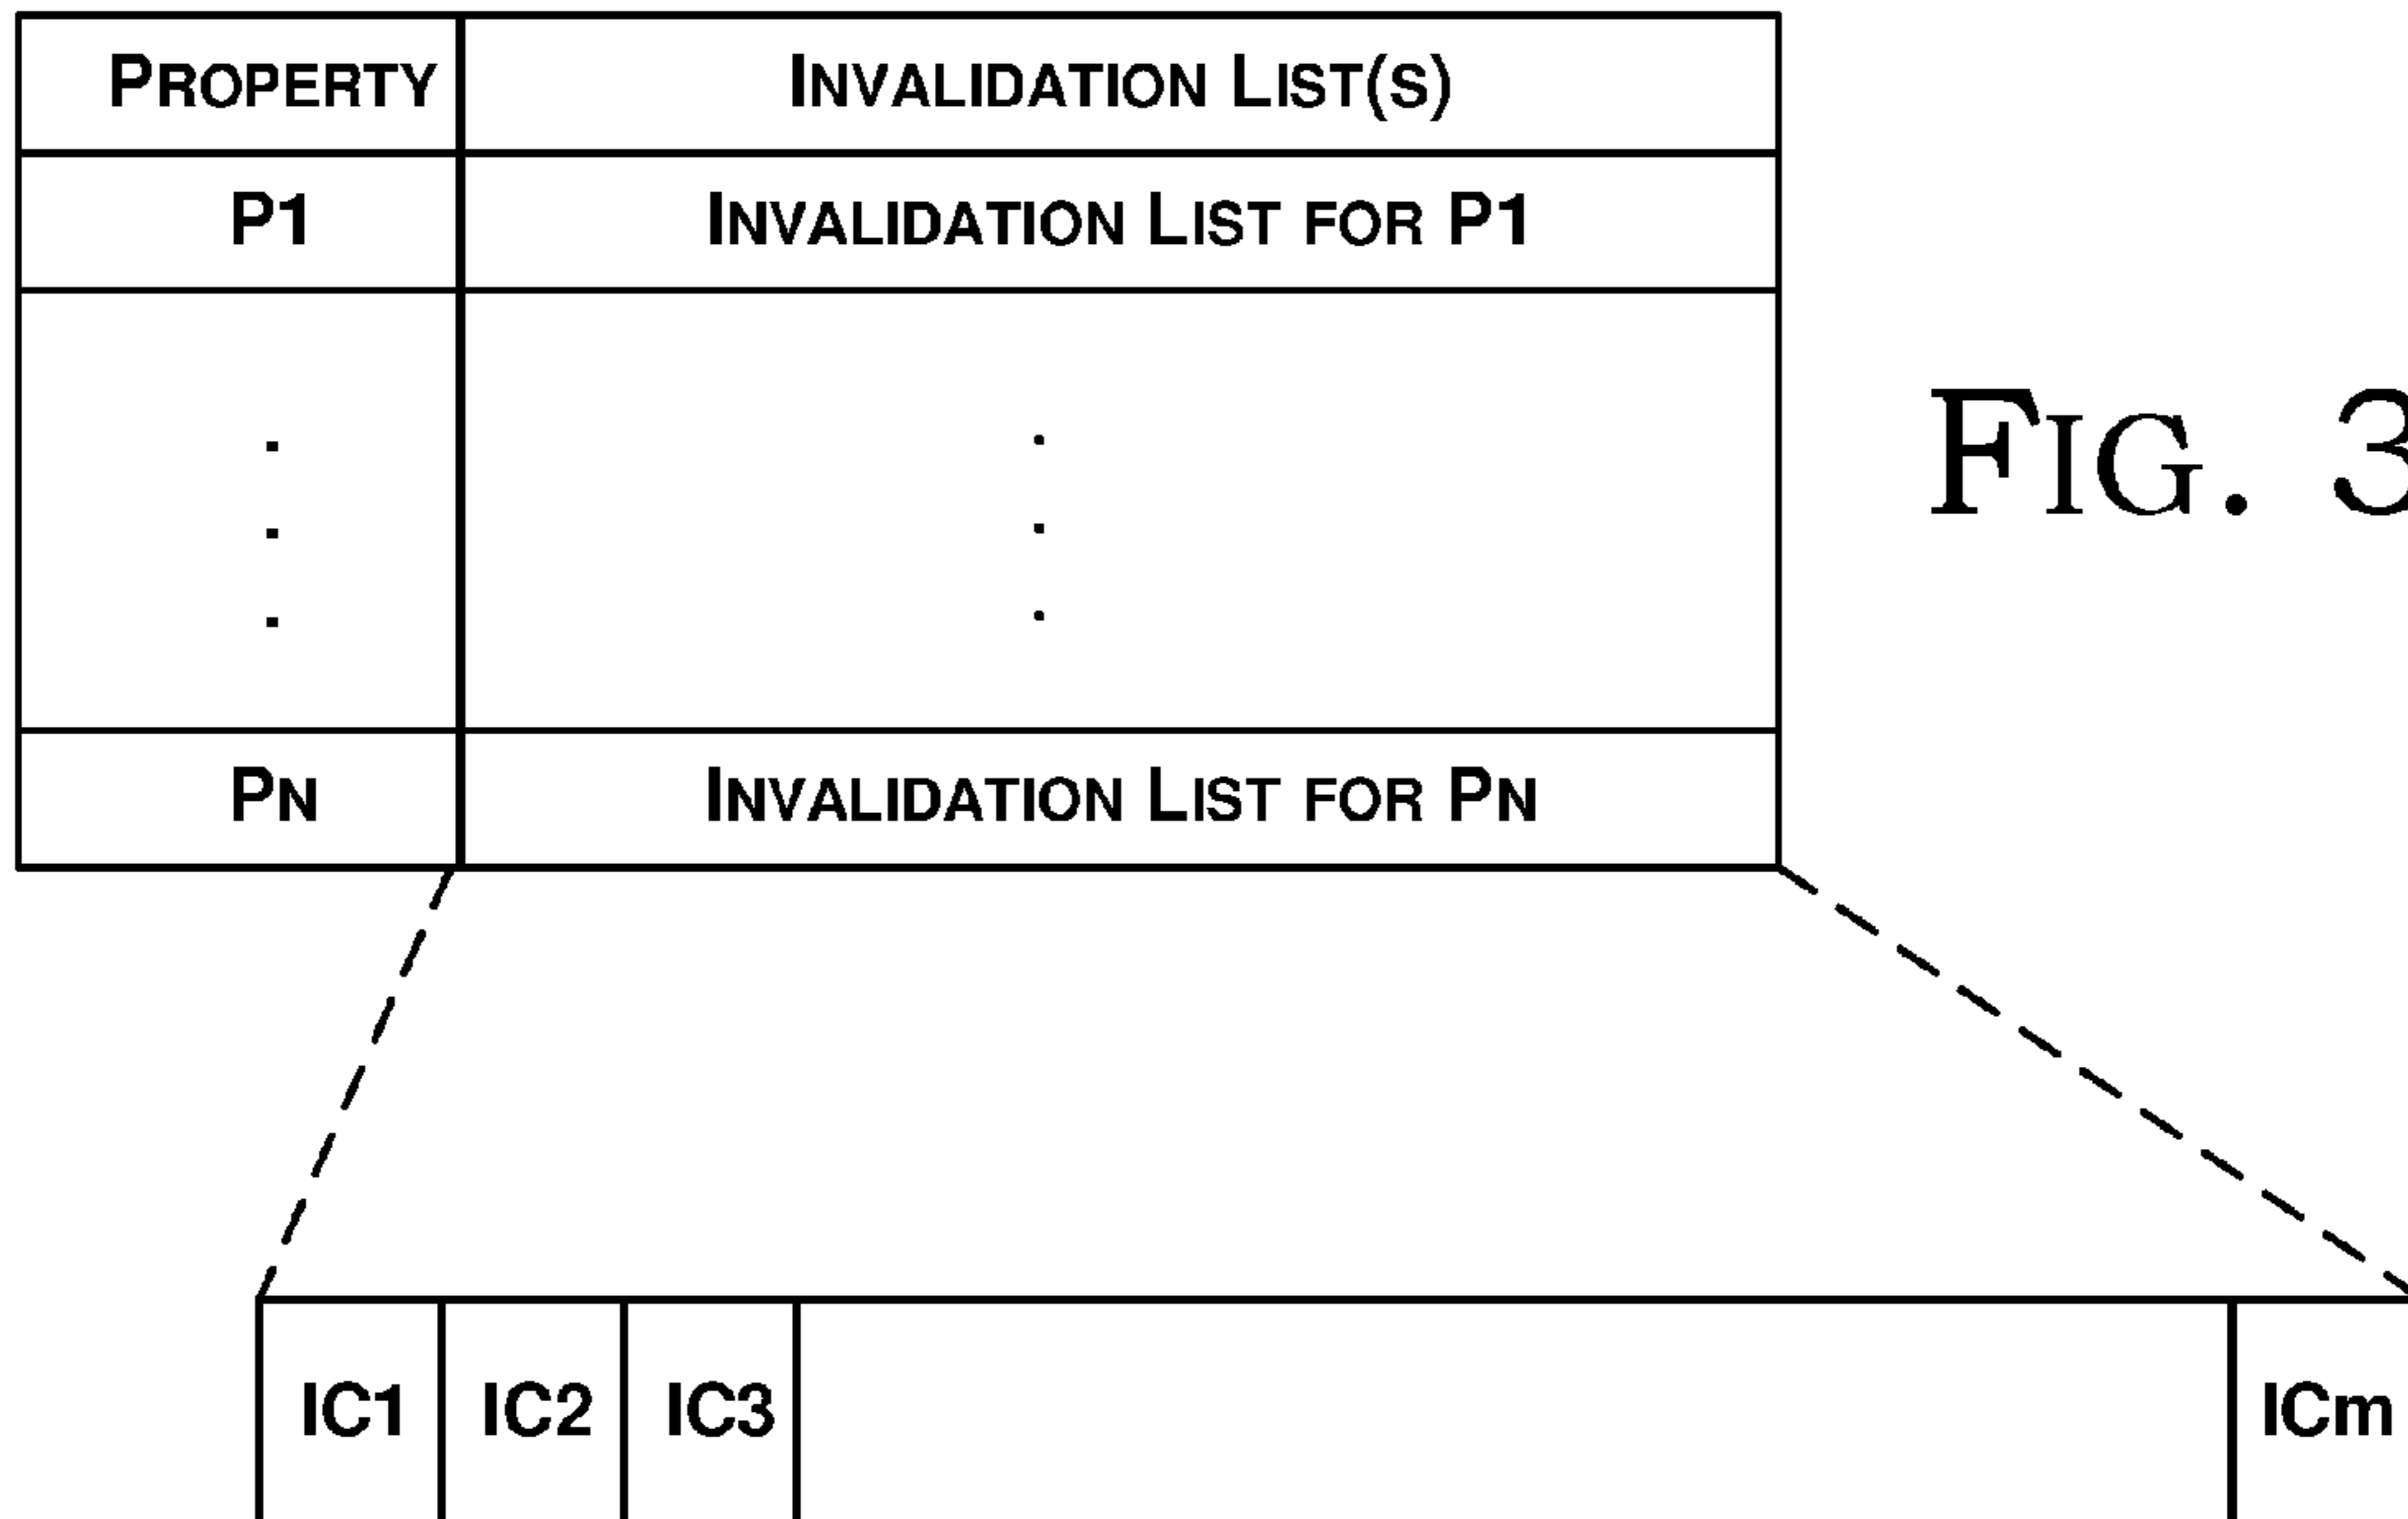 PROPERTY INVALIDATION LIST(S)
P1 INVALIDATION LIST FOR P1
. .
. .
. .
FIG. 3
PN INVALIDATION LIST FOR PN
IC1 IC2 IC3 ICm